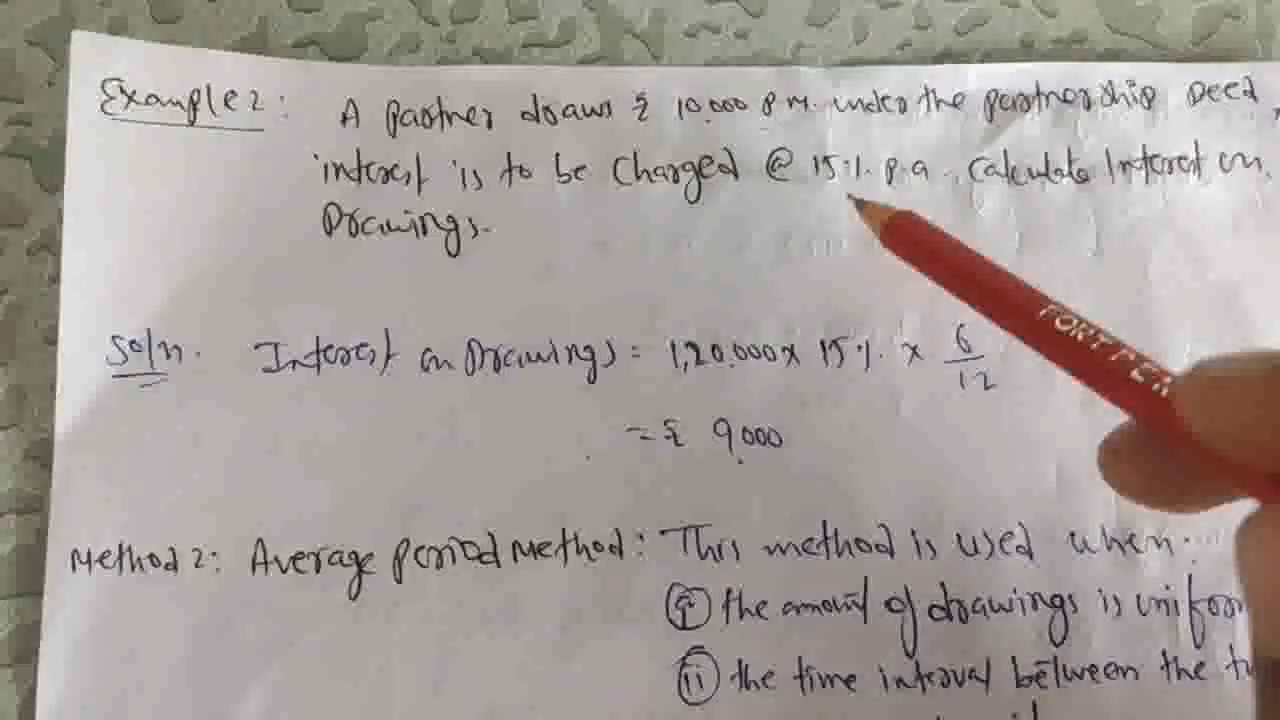 Example 2: A partner draws ₹ 10,000 P.M. under the partnership Deed,
interest is to be charged @ 15%. p.a. Calculate Interest on
Drawings.
Soln. Interest on Drawings = 1,20,000 x 15%. x 6/12
= ₹ 9,000
Method 2: Average period Method: This method is used when:
(i) the amount of drawings is
(ii) the time interval between the
FORTPEN